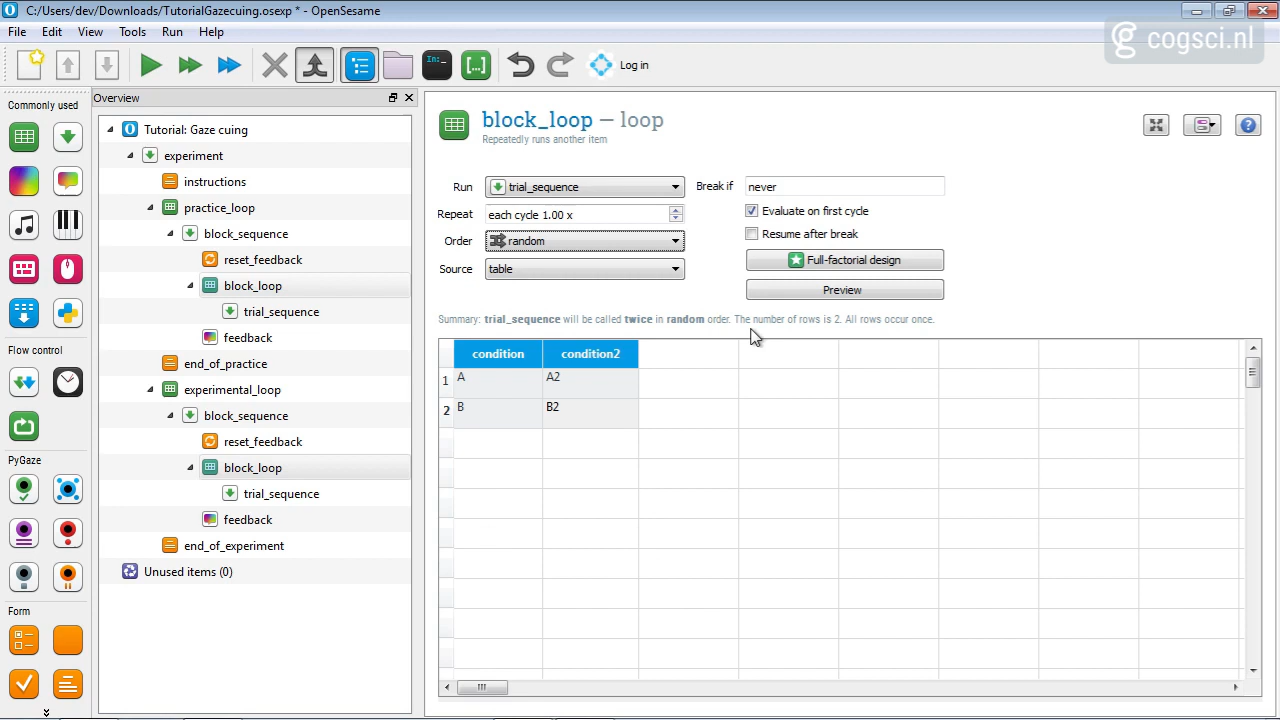 C:/Users/dev/Downloads/TutorialGazecuing.osexp * - OpenSesame
File Edit View Tools Run Help
cogsci.nl
In:_
[...]
Log in
Commonly used
Overview
Tutorial: Gaze cuing
experiment
instructions
practice_loop
block_sequence
reset_feedback
block_loop
trial_sequence
feedback
end_of_practice
experimental_loop
block_sequence
reset_feedback
block_loop
trial_sequence
feedback
end_of_experiment
Unused items (0)
Flow control
PyGaze
Form
block_loop – loop
Repeatedly runs another item
Run trial_sequence Break if never
Repeat each cycle 1.00 x Evaluate on first cycle
Order random Resume after break
Source table Full-factorial design
Preview
Summary: trial_sequence will be called twice in random order. The number of rows is 2. All rows occur once.
condition condition2
1 A A2
2 B B2